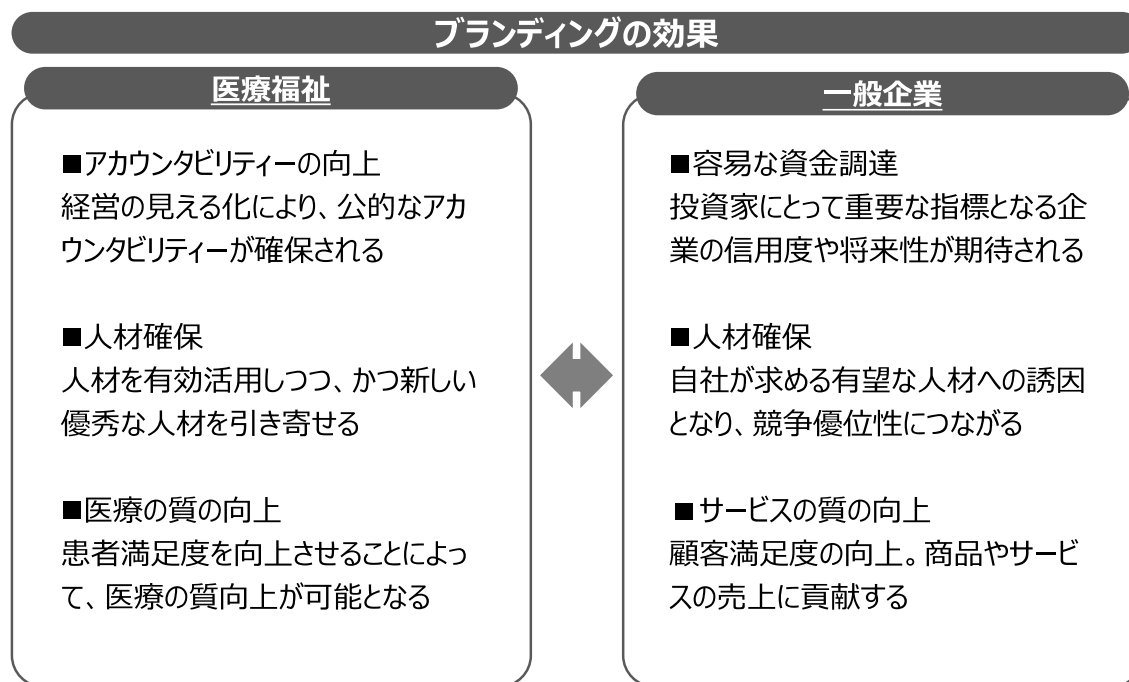 ブランディングの効果
医療福祉
■アカウンタビリティーの向上
経営の見える化により、公的なアカ
ウンタビリティーが確保される
■人材確保
人材を有効活用しつつ、かつ新しい
優秀な人材を引き寄せる
■医療の質の向上
患者満足度を向上させることによっ
て、医療の質向上が可能となる
一般企業
■容易な資金調達
投資家にとって重要な指標となる企
業の信用度や将来性が期待される
■人材確保
自社が求める有望な人材への誘因
となり、競争優位性につながる
■サービスの質の向上
顧客満足度の向上。商品やサービ
スの売上に貢献する